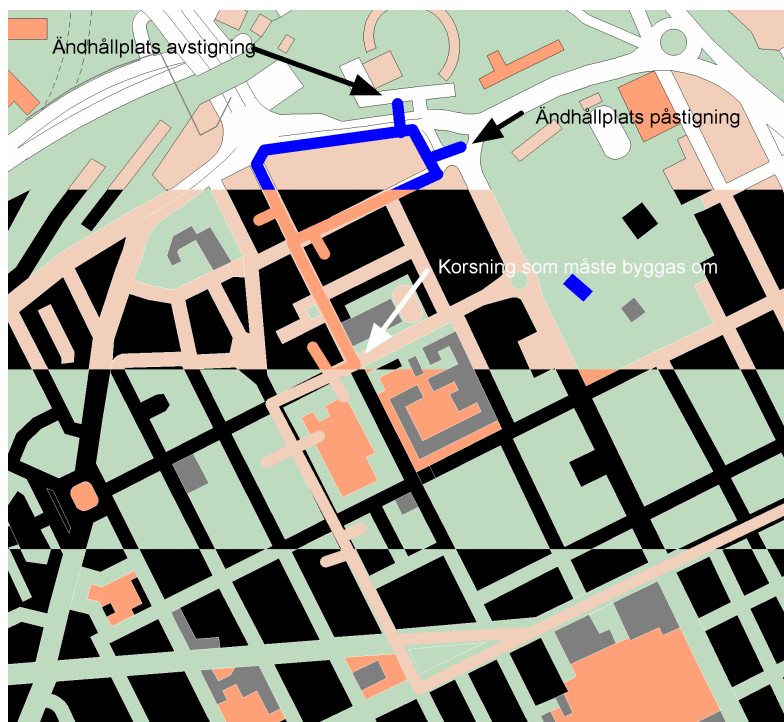 Ändhållplats avstigning
Ändhållplats påstigning
Korsning som måste byggas om